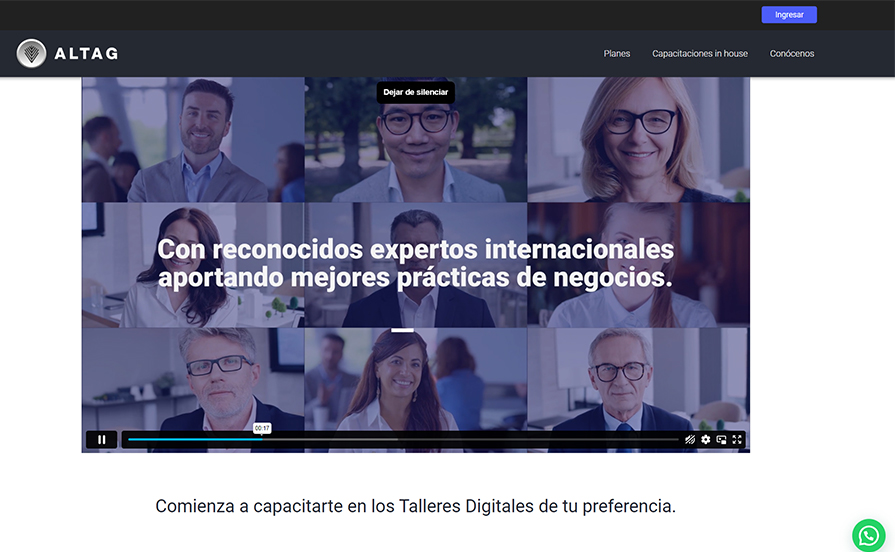 Ingresar
ALTAG
Planes Capacitaciones in house Conócenos
Dejar de silenciar
Con reconocidos expertos internacionales
aportando mejores prácticas de negocios.
00:17
Comienza a capacitarte en los Talleres Digitales de tu preferencia.